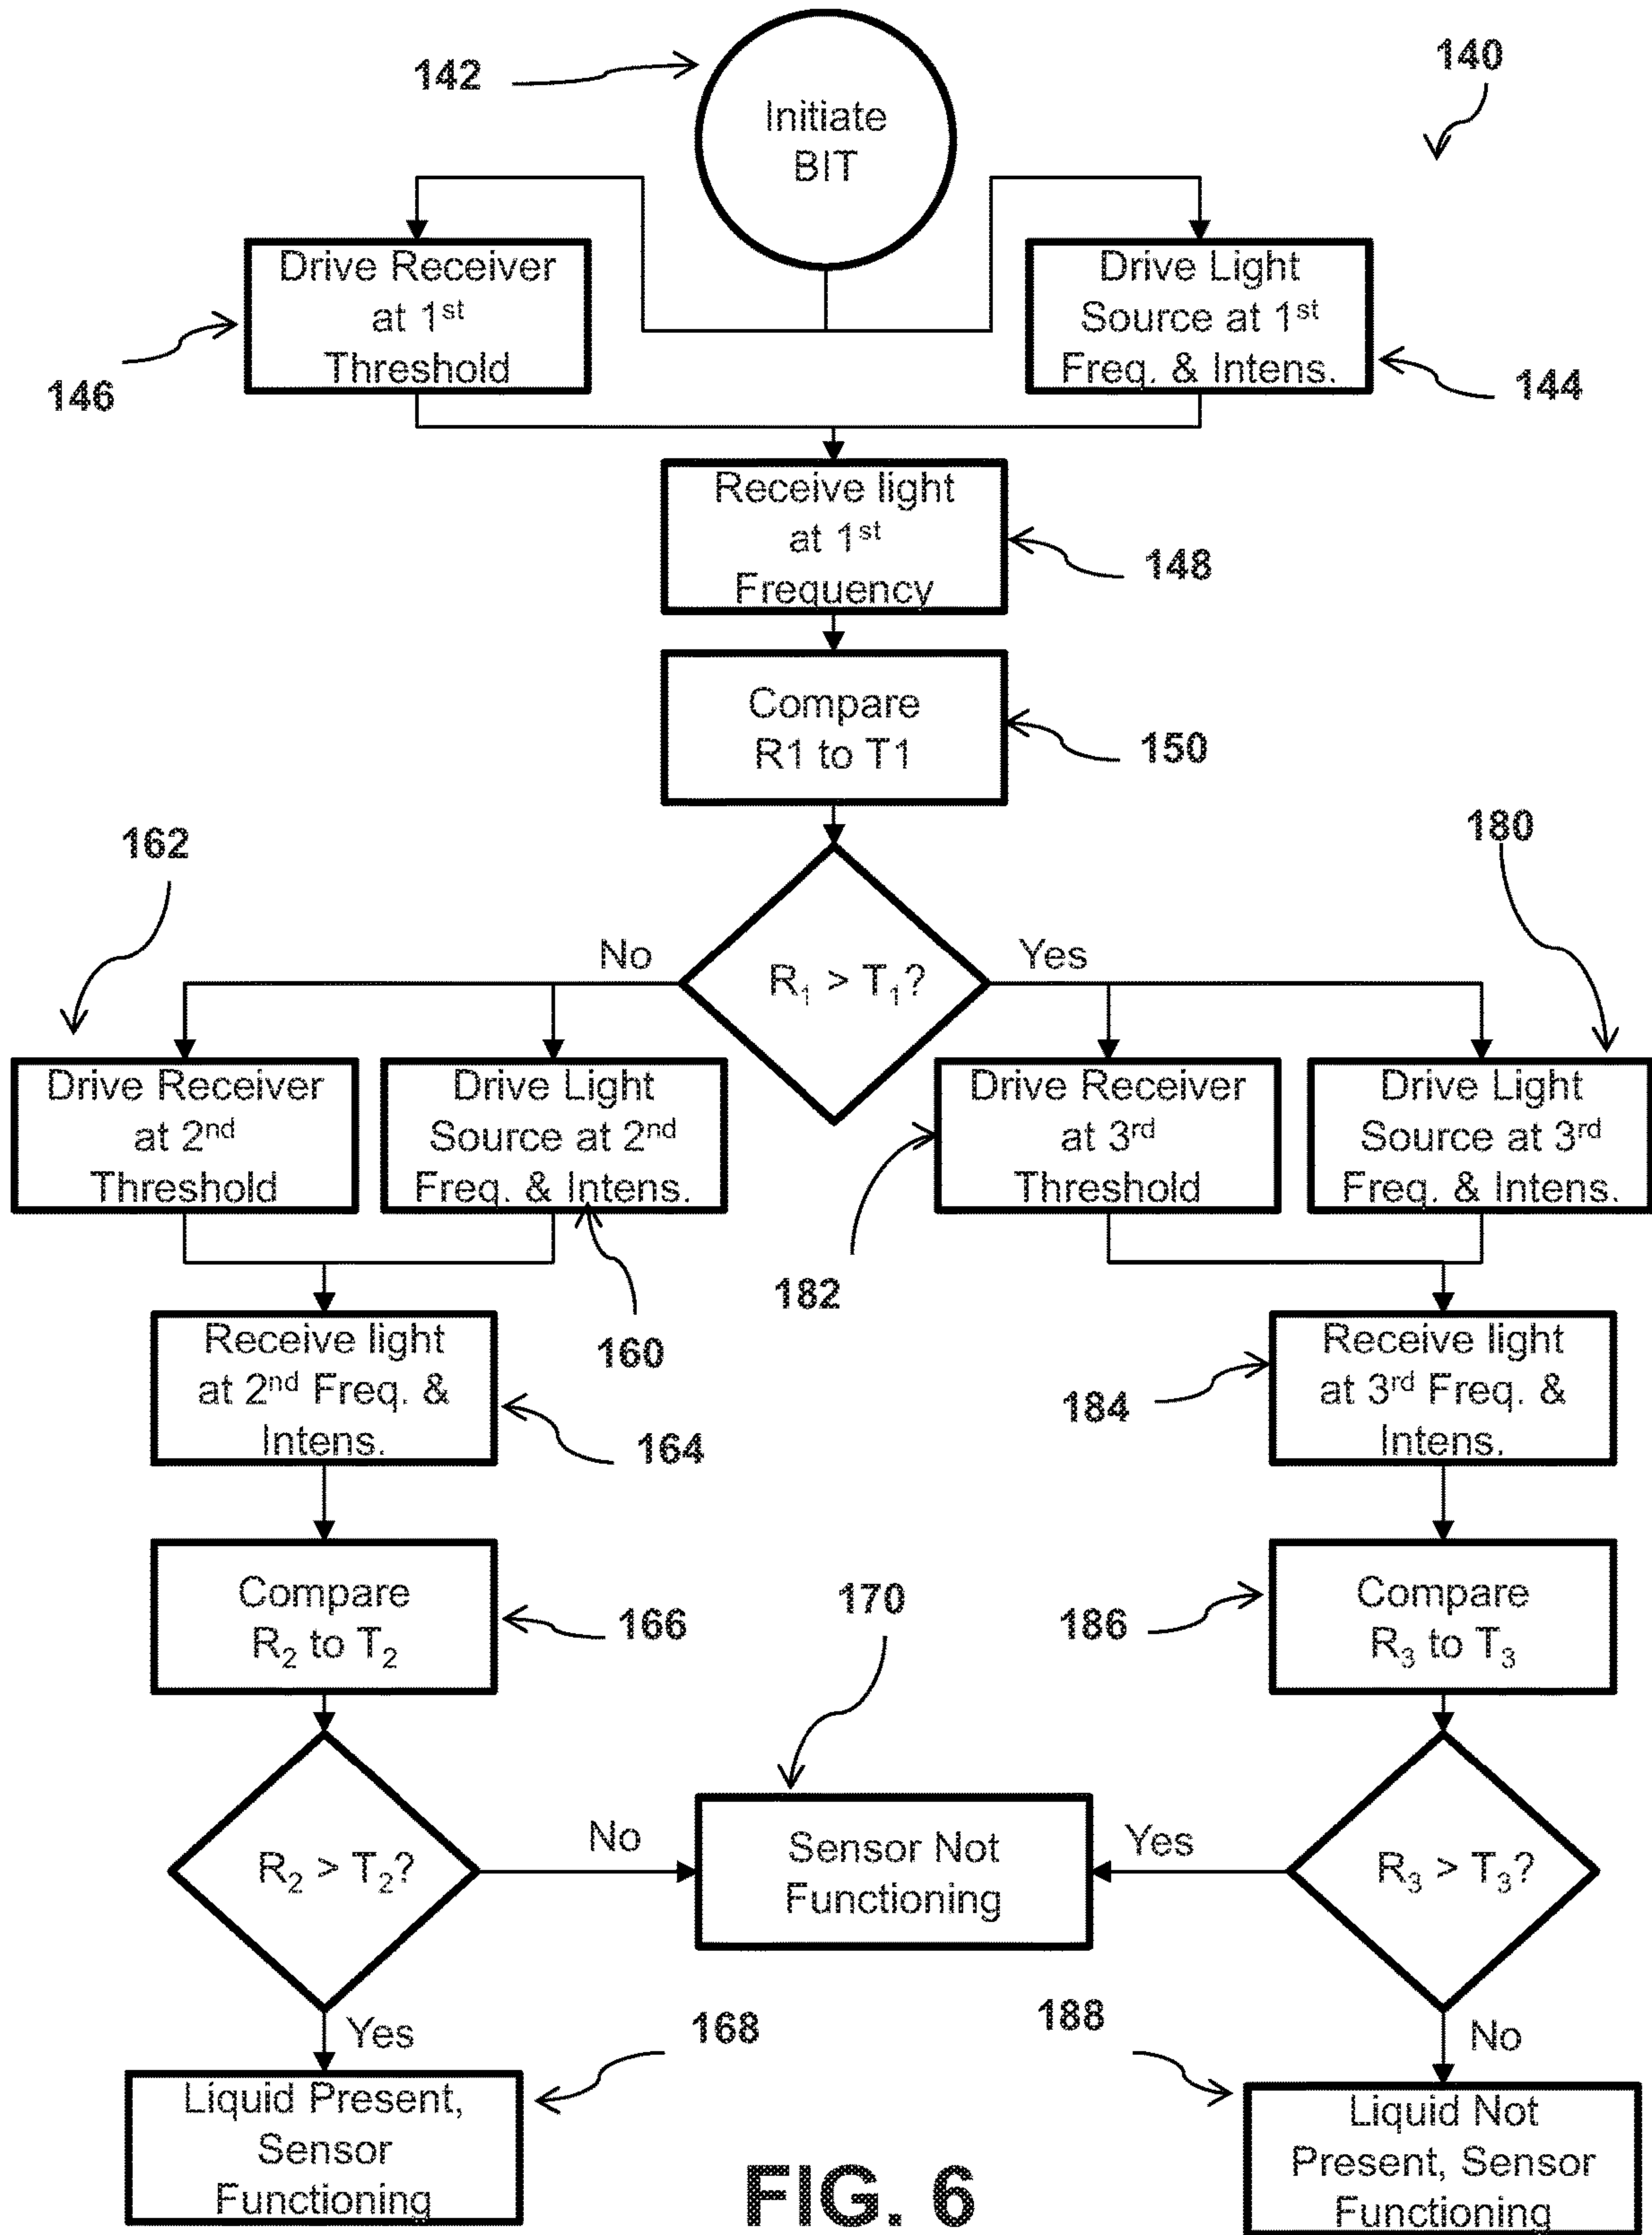 142
140
Initiate
BIT
Drive Receiver
at 1st
Threshold
Drive Light
Source at 1st
Freq. & Intens.
146
144
Receive light
at 1st
Frequency
148
Compare
R1 to T1
150
162
180
No
R1 > T1?
Yes
Drive Receiver
at 2nd
Threshold
Drive Light
Source at 2nd
Freq. & Intens.
Drive Receiver
at 3rd
Threshold
Drive Light
Source at 3rd
Freq. & Intens.
182
160
Receive light
at 2nd Freq. &
Intens.
164
184
Receive light
at 3rd Freq. &
Intens.
Compare
R2 to T2
166
170
186
Compare
R3 to T3
R2 > T2?
No
Sensor Not
Functioning
Yes
R3 > T3?
Yes
168
188
No
Liquid Present,
Sensor
Functioning
Liquid Not
Present, Sensor
Functioning
FIG. 6